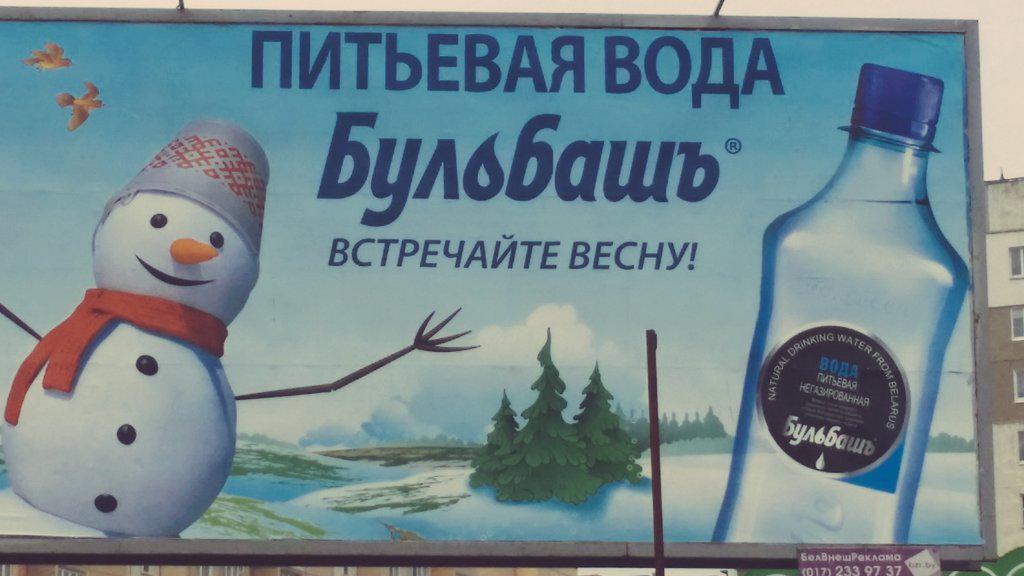 ПИТЬЕВАЯ ВОДА
Бульбашъ®
ВСТРЕЧАЙТЕ ВЕСНУ!
NATURAL DRINKING WATER FROM BELARUS
ВОДА
ПИТЬЕВАЯ
НЕГАЗИРОВАННАЯ
Бульбашъ
БелВнешРеклама
(017) 233 97 37